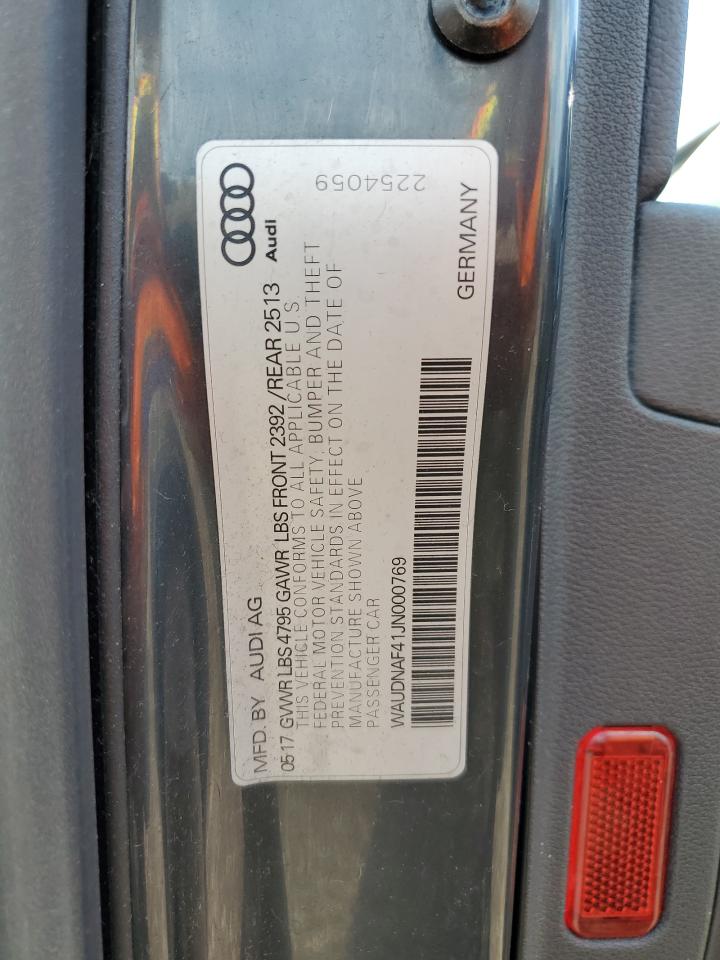 MFD. BY AUDI AG
0517 GVWR LBS 4795 GAWR LBS FRONT 2392 /REAR 2513
THIS VEHICLE CONFORMS TO ALL APPLICABLE U S.
FEDERAL MOTOR VEHICLE SAFETY, BUMPER AND THEFT
PREVENTION STANDARDS IN EFFECT ON THE DATE OF
MANUFACTURE SHOWN ABOVE
PASSENGER CAR
WAUDNAF41JN000769
GERMANY
Audi
2254059